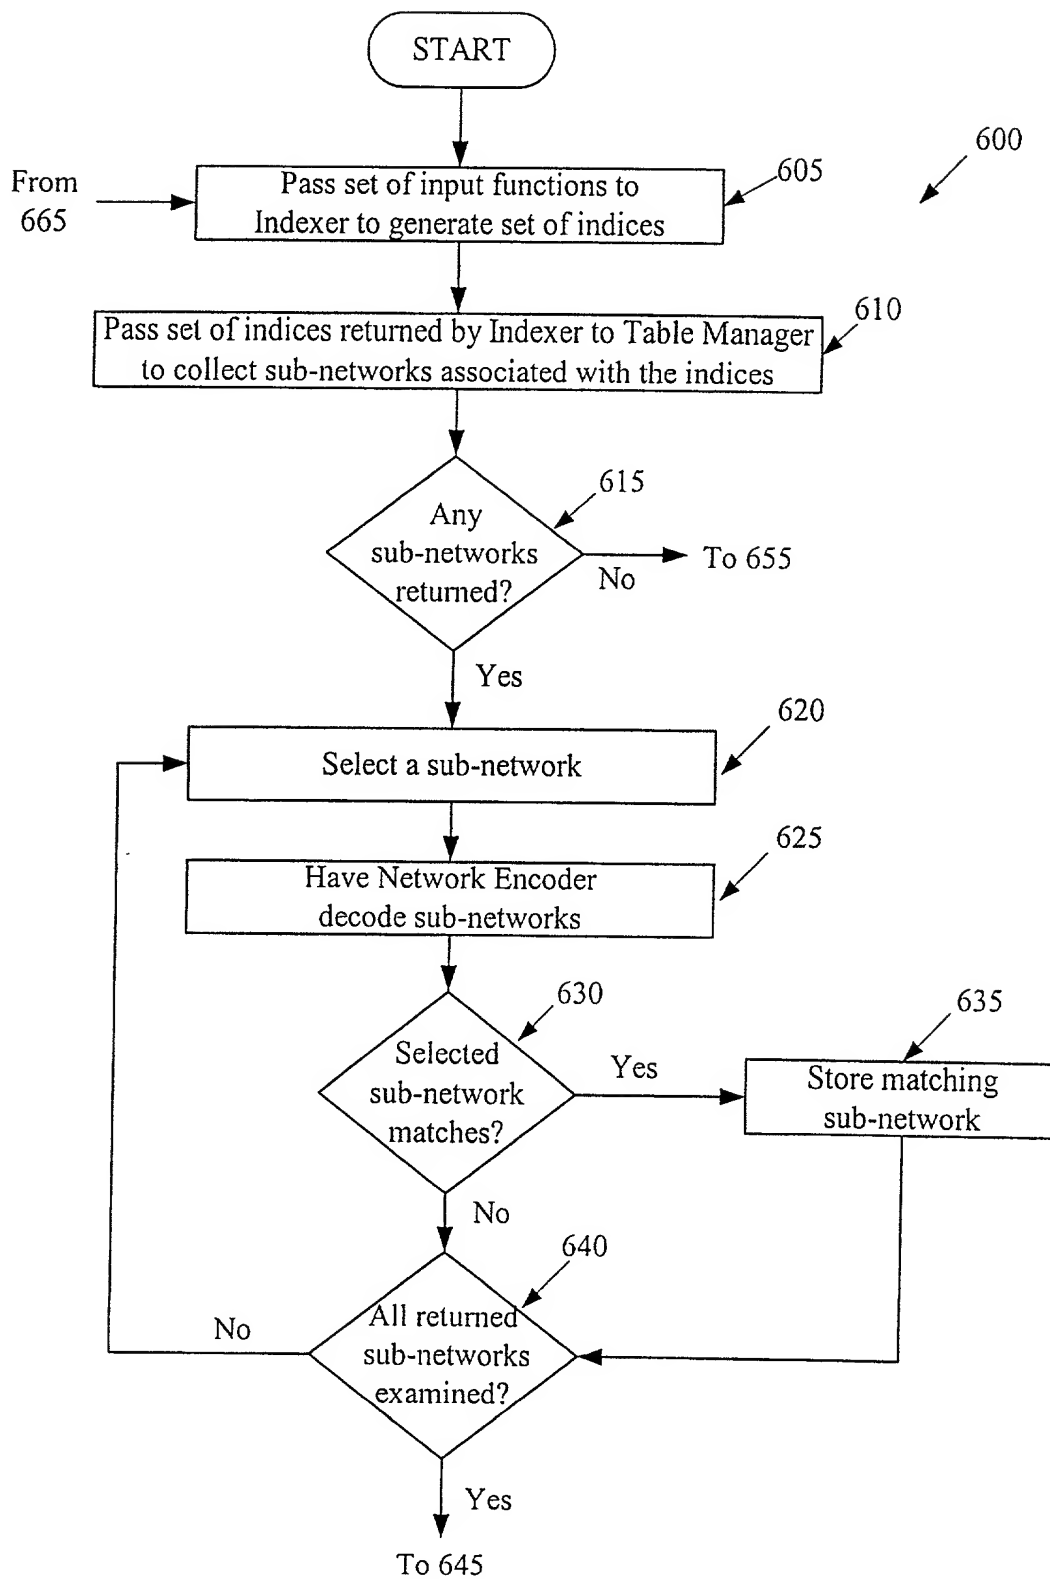 START
600
From
665
605
Pass set of input functions to
Indexer to generate set of indices
610
Pass set of indices returned by Indexer to Table Manager
to collect sub-networks associated with the indices
615
Any
sub-networks
returned?
No
To 655
Yes
620
Select a sub-network
625
Have Network Encoder
decode sub-networks
630
Selected
sub-network
matches?
Yes
635
Store matching
sub-network
No
640
All returned
sub-networks
examined?
No
Yes
To 645